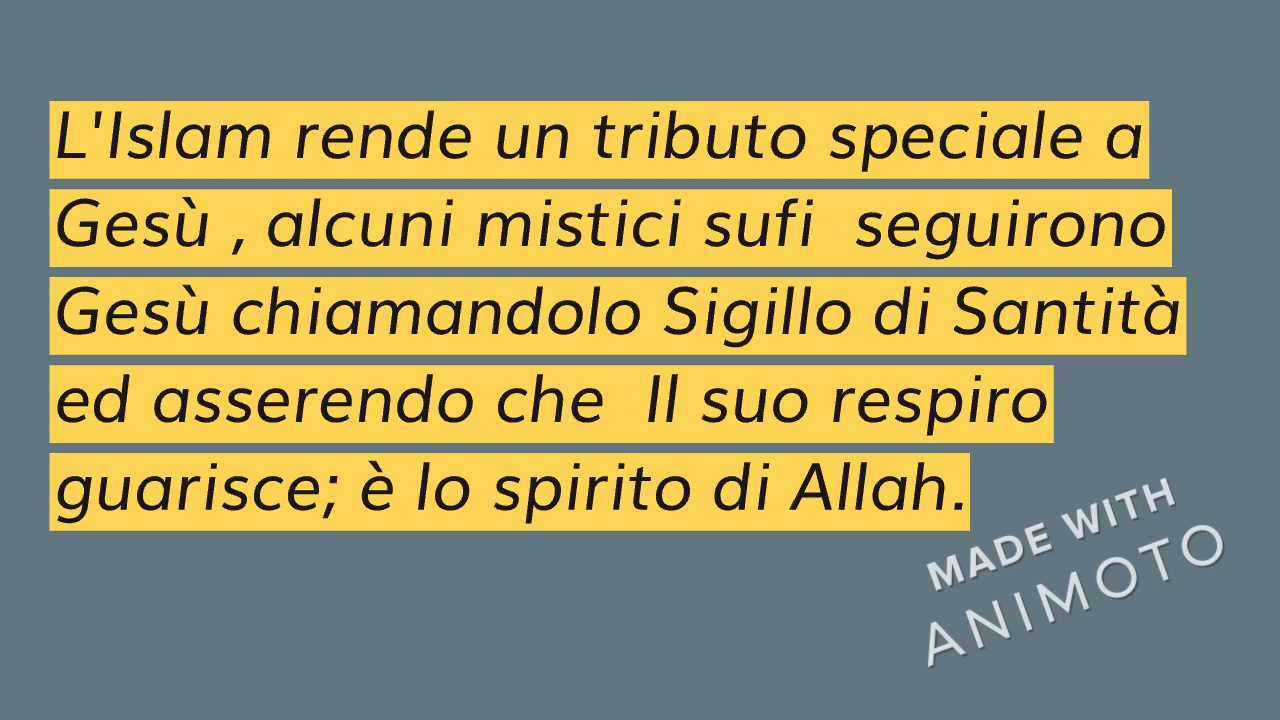 L'Islam rende un tributo speciale a
Gesù , alcuni mistici sufi  seguirono
Gesù chiamandolo Sigillo di Santità
ed asserendo che  Il suo respiro
guarisce; è lo spirito di Allah.
MADE WITH
ANIMOTO